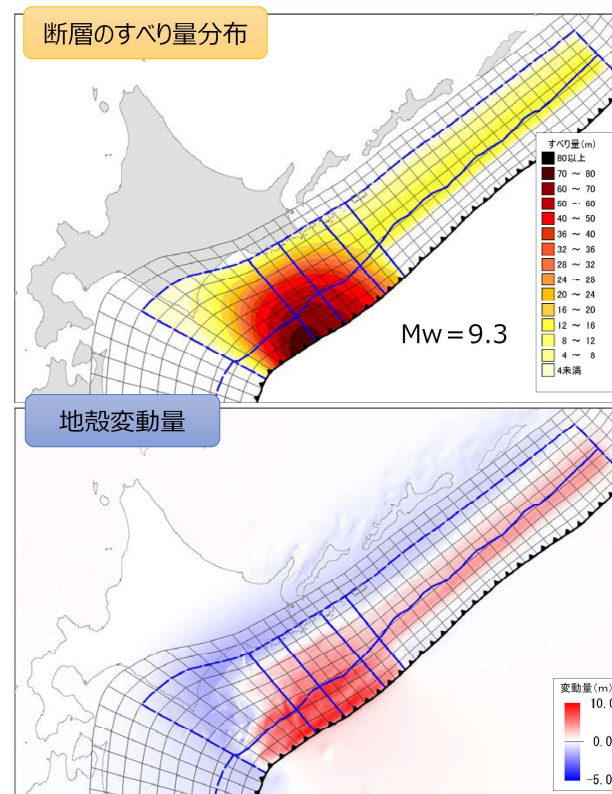 断層のすべり量分布
すべり量(m)
80以上
70 ～ 80
60 ～ 70
50 ～ 60
40 ～ 50
36 ～ 40
32 ～ 36
28 ～ 32
24 ～ 28
20 ～ 24
16 ～ 20
12 ～ 16
8 ～ 12
4 ～ 8
4未満
Mw＝9.3
地殻変動量
変動量(m)
10.0
0.0
-5.0